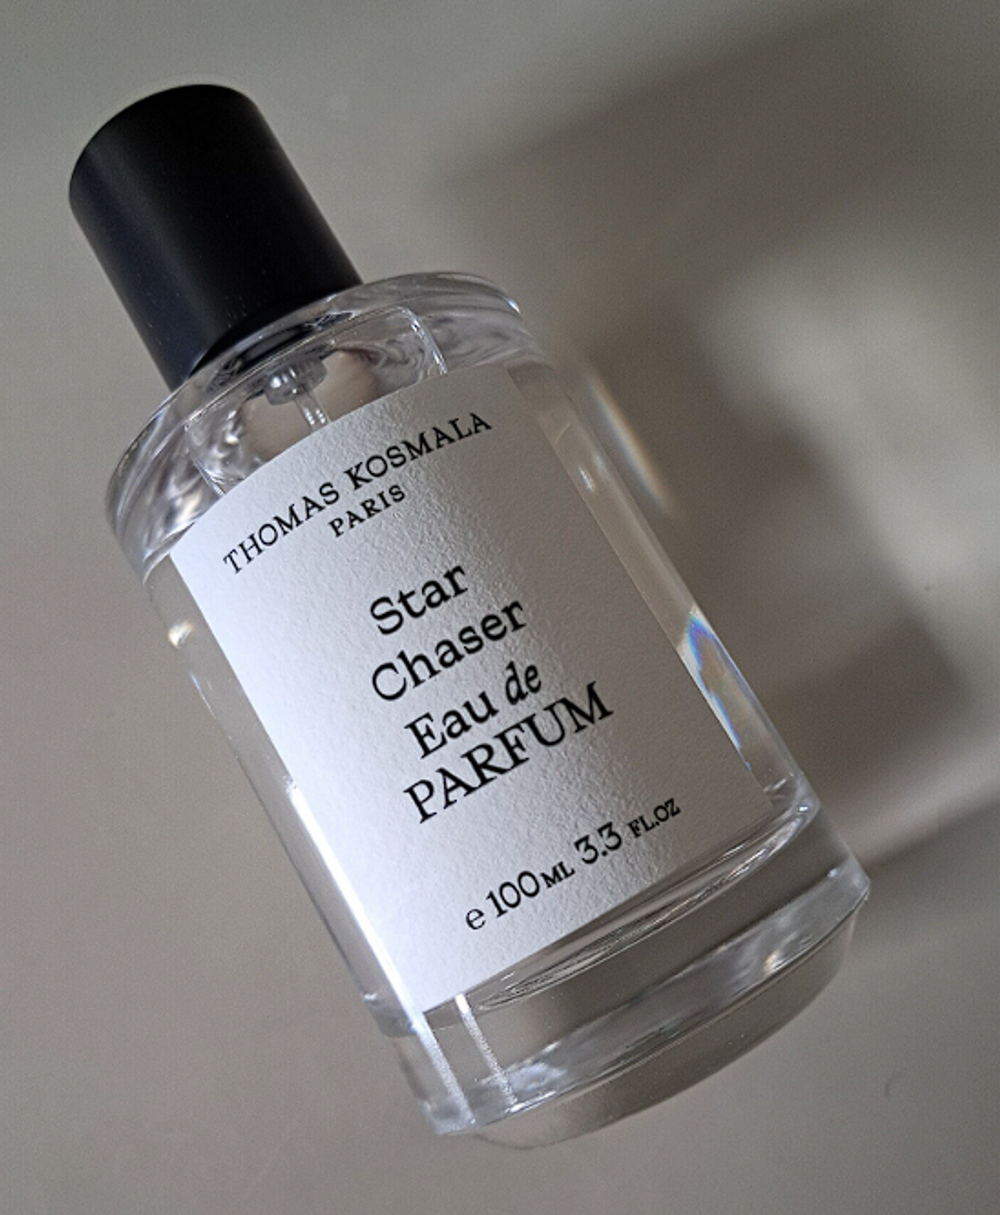 THOMAS KOSMALA
PARIS
Star
Chaser
Eau de
PARFUM
e 100ML 3.3 FL.OZ